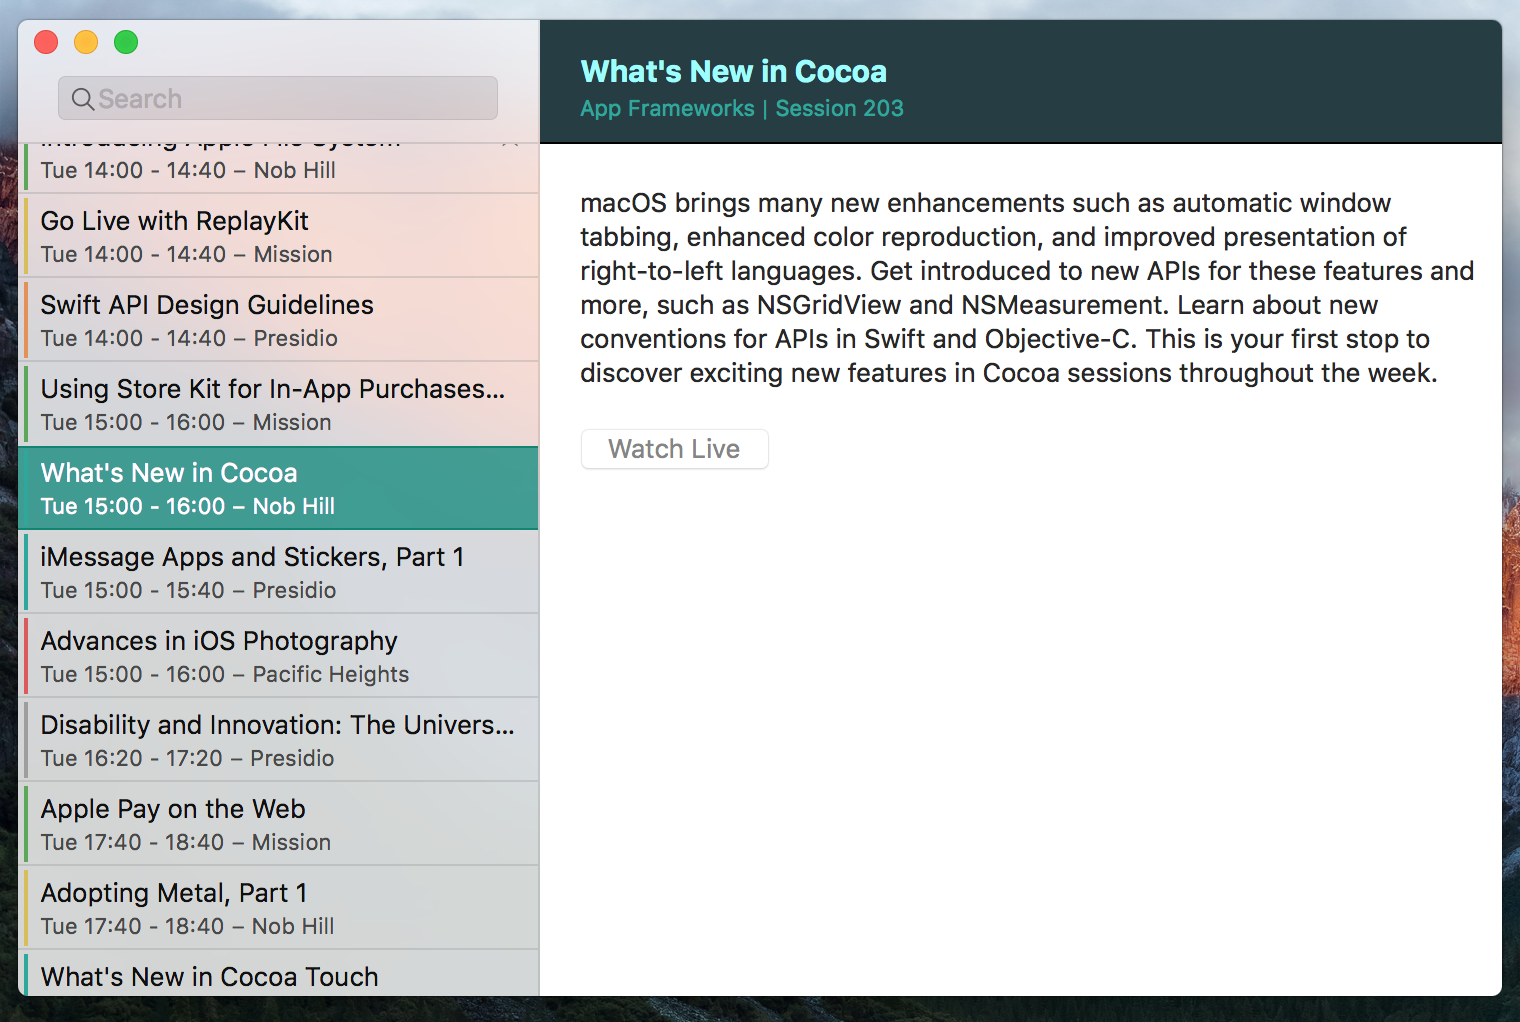 Search
Introducing Apple File System
Tue 14:00 - 14:40 – Nob Hill
Go Live with ReplayKit
Tue 14:00 - 14:40 – Mission
Swift API Design Guidelines
Tue 14:00 - 14:40 – Presidio
Using Store Kit for In-App Purchases...
Tue 15:00 - 16:00 – Mission
What's New in Cocoa
Tue 15:00 - 16:00 – Nob Hill
iMessage Apps and Stickers, Part 1
Tue 15:00 - 15:40 – Presidio
Advances in iOS Photography
Tue 15:00 - 16:00 – Pacific Heights
Disability and Innovation: The Univers...
Tue 16:20 - 17:20 – Presidio
Apple Pay on the Web
Tue 17:40 - 18:40 – Mission
Adopting Metal, Part 1
Tue 17:40 - 18:40 – Nob Hill
What's New in Cocoa Touch
What's New in Cocoa
App Frameworks | Session 203
macOS brings many new enhancements such as automatic window
tabbing, enhanced color reproduction, and improved presentation of
right-to-left languages. Get introduced to new APIs for these features and
more, such as NSGridView and NSMeasurement. Learn about new
conventions for APIs in Swift and Objective-C. This is your first stop to
discover exciting new features in Cocoa sessions throughout the week.
Watch Live